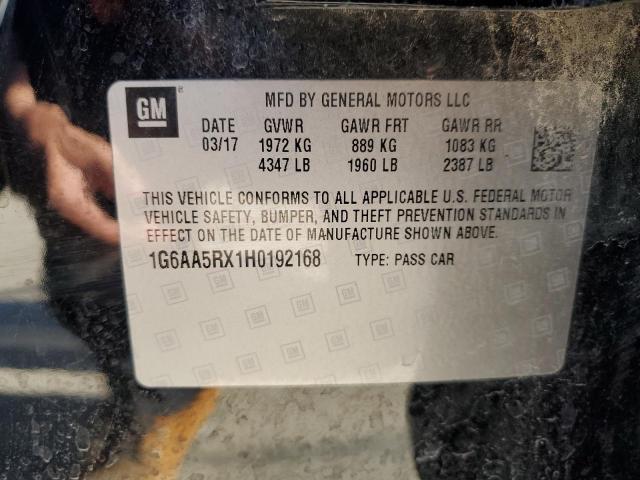 GM® MFD BY GENERAL MOTORS LLC
DATE GVWR GAWR FRT GAWR RR
03/17 1972 KG 889 KG 1083 KG
4347 LB 1960 LB 2387 LB
THIS VEHICLE CONFORMS TO ALL APPLICABLE U.S. FEDERAL MOTOR
VEHICLE SAFETY, BUMPER, AND THEFT PREVENTION STANDARDS IN
EFFECT ON THE DATE OF MANUFACTURE SHOWN ABOVE.
1G6AA5RX1H0192168 TYPE: PASS CAR